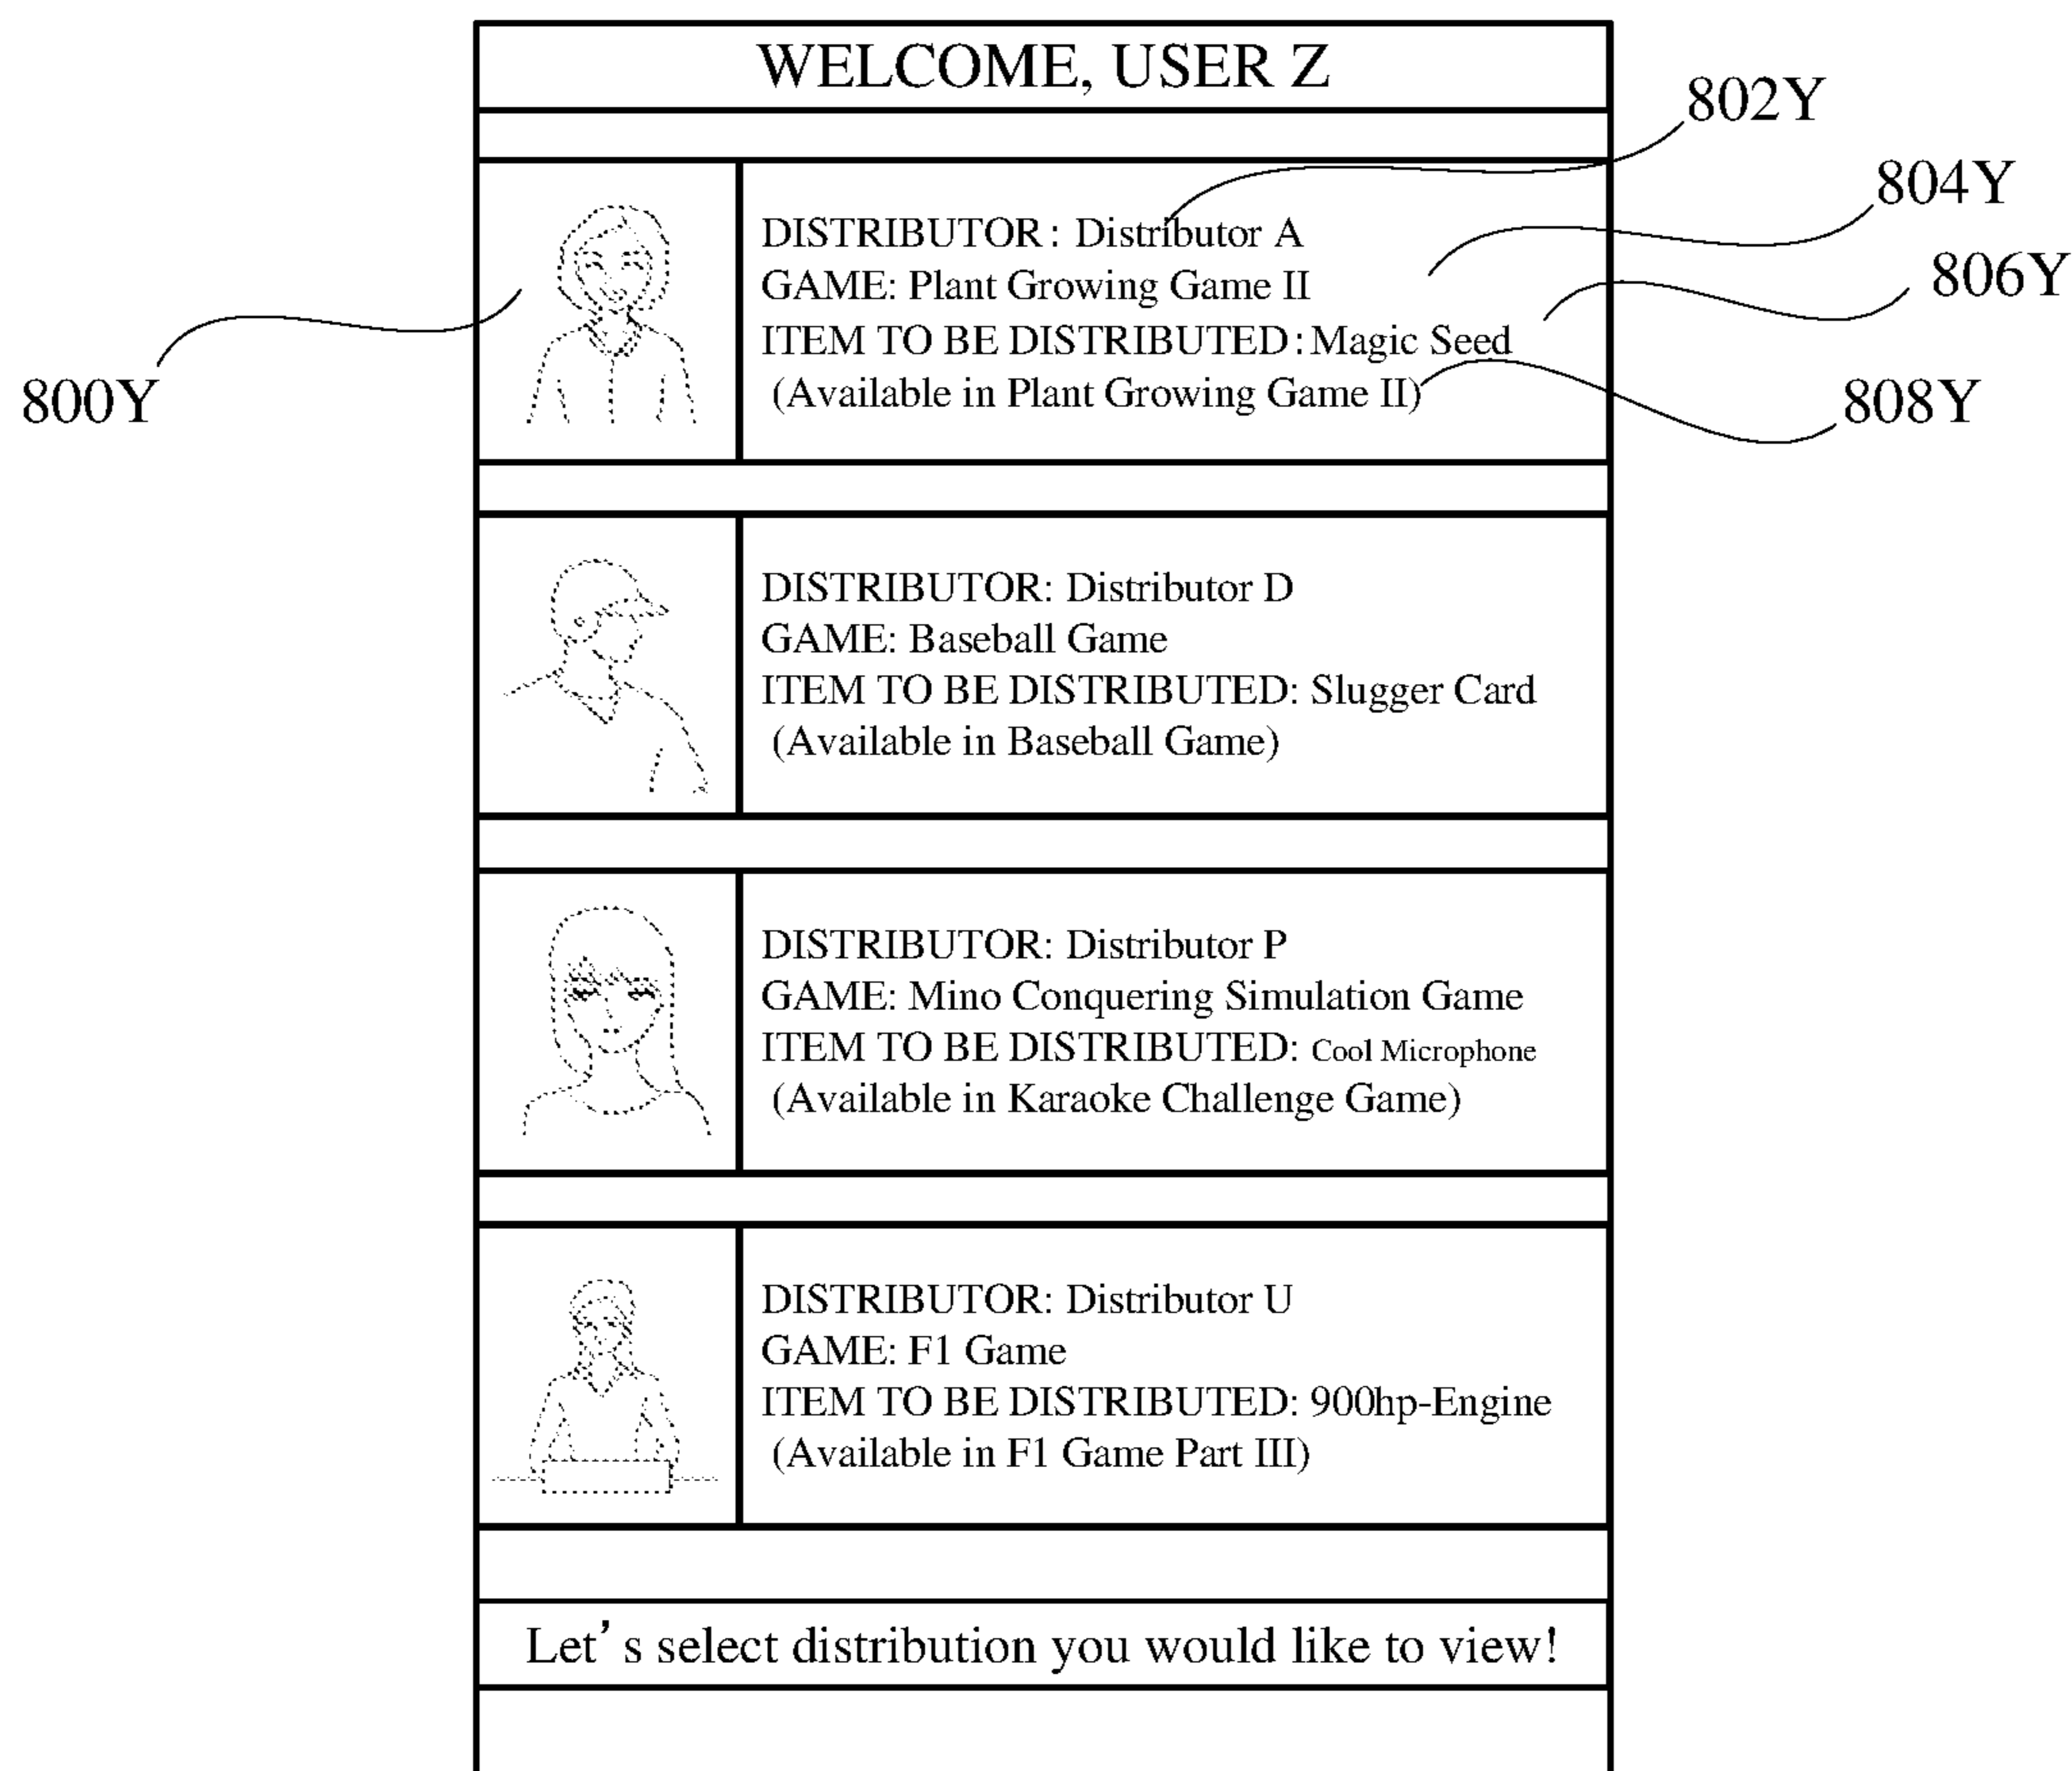 WELCOME, USER Z
802Y
804Y
806Y
808Y
800Y
DISTRIBUTOR: Distributor A
GAME: Plant Growing Game II
ITEM TO BE DISTRIBUTED: Magic Seed
(Available in Plant Growing Game II)
DISTRIBUTOR: Distributor D
GAME: Baseball Game
ITEM TO BE DISTRIBUTED: Slugger Card
(Available in Baseball Game)
DISTRIBUTOR: Distributor P
GAME: Mino Conquering Simulation Game
ITEM TO BE DISTRIBUTED: Cool Microphone
(Available in Karaoke Challenge Game)
DISTRIBUTOR: Distributor U
GAME: F1 Game
ITEM TO BE DISTRIBUTED: 900hp-Engine
(Available in F1 Game Part III)
Let's select distribution you would like to view!